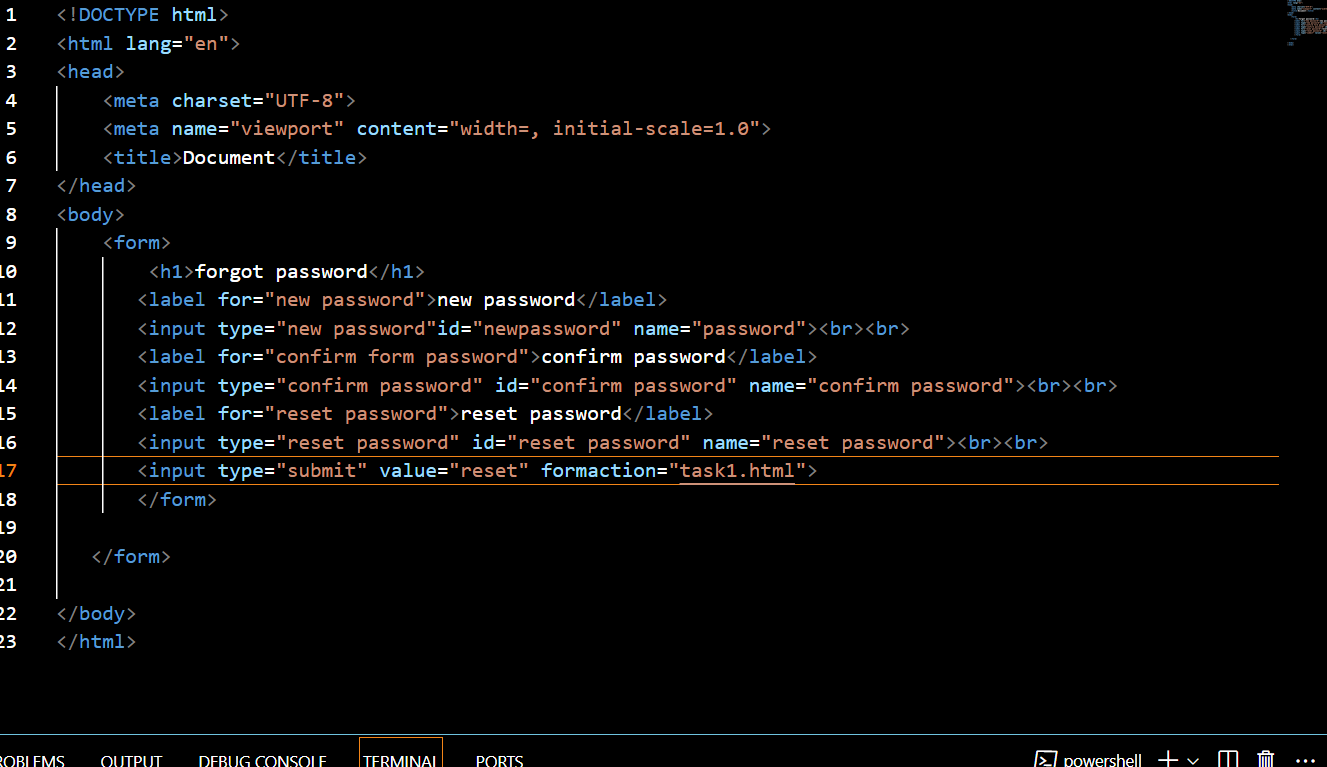 1 <!DOCTYPE html>
2 <html lang="en">
3 <head>
4 <meta charset="UTF-8">
5 <meta name="viewport" content="width=, initial-scale=1.0">
6 <title>Document</title>
7 </head>
8 <body>
9 <form>
10 <h1>forgot password</h1>
11 <label for="new password">new password</label>
12 <input type="new password"id="newpassword" name="password"><br><br>
13 <label for="confirm form password">confirm password</label>
14 <input type="confirm password" id="confirm password" name="confirm password"><br><br>
15 <label for="reset password">reset password</label>
16 <input type="reset password" id="reset password" name="reset password"><br><br>
17 <input type="submit" value="reset" formaction="task1.html">
18 </form>
19
20 </form>
21
22 </body>
23 </html>
ROBLEMS OUTPUT DEBUG CONSOLE TERMINAL PORTS powershell